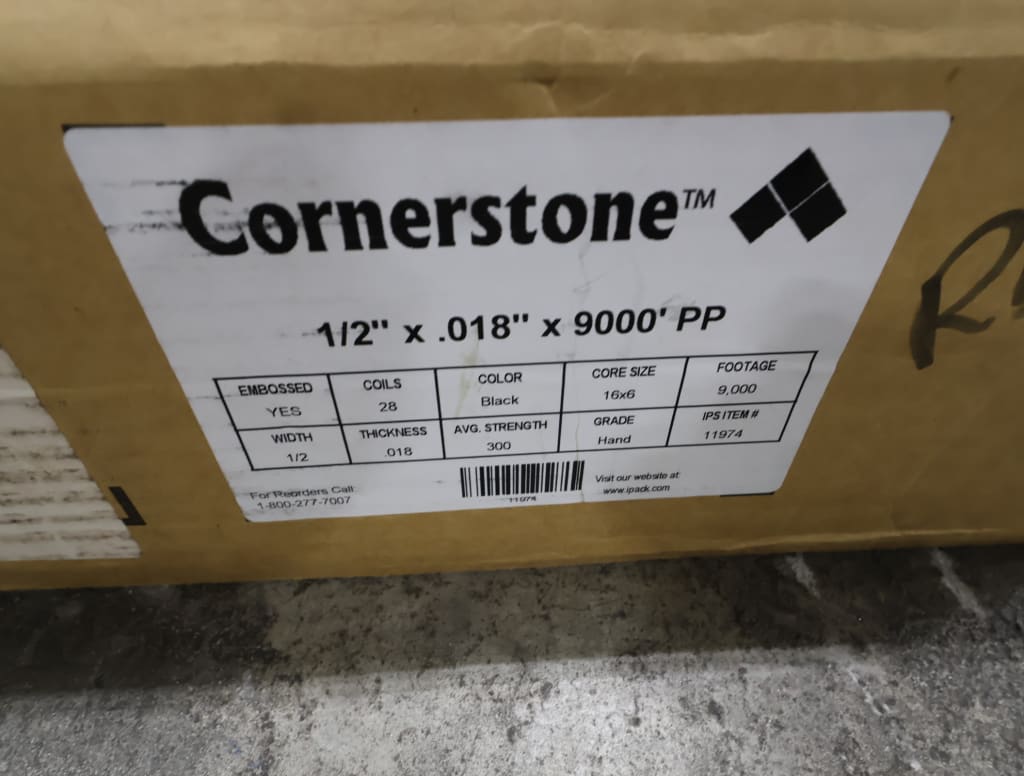 Cornerstone™
1/2" x .018" x 9000' PP
EMBOSSED COILS COLOR CORE SIZE FOOTAGE
YES 28 Black 16x6 9,000
WIDTH THICKNESS AVG. STRENGTH GRADE IPS ITEM #
1/2 .018 300 Hand 11974
For Reorders Call:
1-800-277-7007
11974
Visit our website at:
www.ipack.com